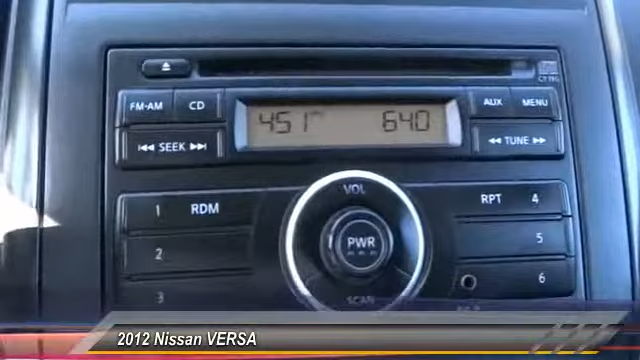 FM·AM CD 451 640 AUX MENU
SEEK TUNE
VOL
1 RDM RPT 4
PWR
2 5
3 SCAN 6
2012 Nissan VERSA